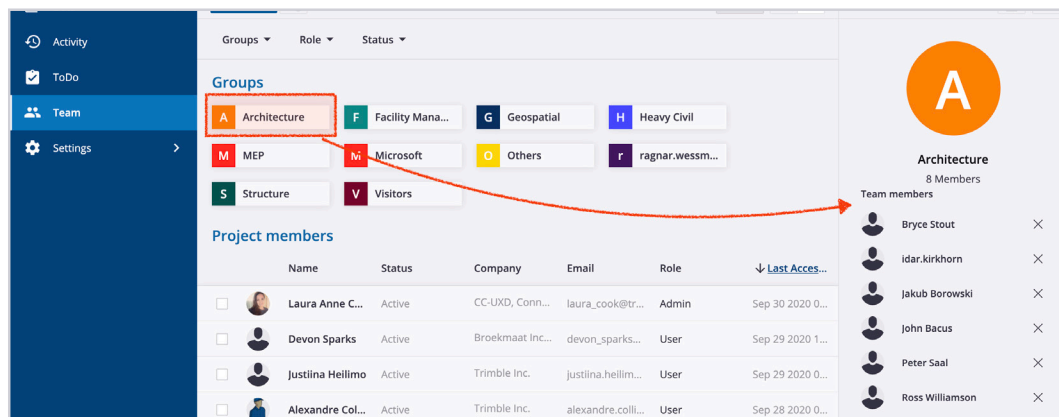 Activity
ToDo
Team
Settings
Groups Role Status
Groups
A Architecture
F Facility Mana...
G Geospatial
H Heavy Civil
M MEP
M Microsoft
O Others
r ragnar.wessm...
S Structure
V Visitors
Project members
Name Status Company Email Role Last Acces...
Laura Anne C... Active CC-UXD, Conn... laura_cook@tr... Admin Sep 30 2020 0...
Devon Sparks Active Broekmaat Inc... devon_sparks... User Sep 29 2020 1...
Justiina Heilimo Active Trimble Inc. justiina.heilim... User Sep 29 2020 0...
Alexandre Col... Active Trimble Inc. alexandre.colli... User Sep 28 2020 0...
A
Architecture
8 Members
Team members
Bryce Stout
idar.kirkhorn
Jakub Borowski
John Bacus
Peter Saal
Ross Williamson